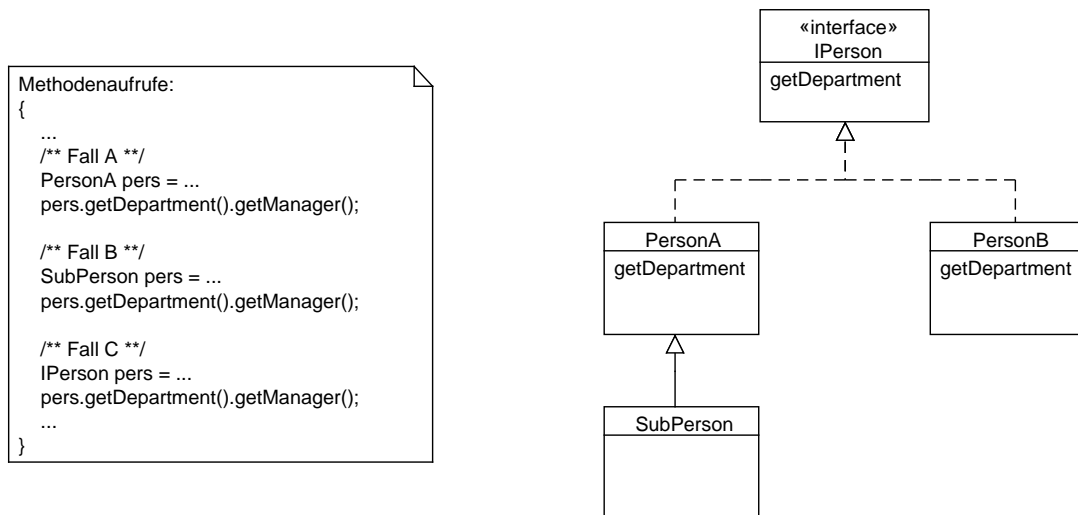 Methodenaufrufe:
{
...
/** Fall A **/
PersonA pers = ...
pers.getDepartment().getManager();
/** Fall B **/
SubPerson pers = ...
pers.getDepartment().getManager();
/** Fall C **/
IPerson pers = ...
pers.getDepartment().getManager();
...
}
«interface»
IPerson
getDepartment
PersonA
getDepartment
PersonB
getDepartment
SubPerson